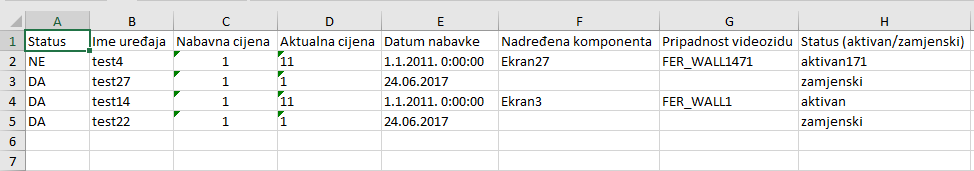 A B C D E F G H
1 Status Ime uređaja Nabavna cijena Aktualna cijena Datum nabavke Nadređena komponenta Pripadnost videozidu Status (aktivan/zamjenski)
2 NE test4 1 11 1.1.2011. 0:00:00 Ekran27 FER_WALL1471 aktivan171
3 DA test27 1 1 24.06.2017 zamjenski
4 DA test14 1 11 1.1.2011. 0:00:00 Ekran3 FER_WALL1 aktivan
5 DA test22 1 1 24.06.2017 zamjenski
6
7